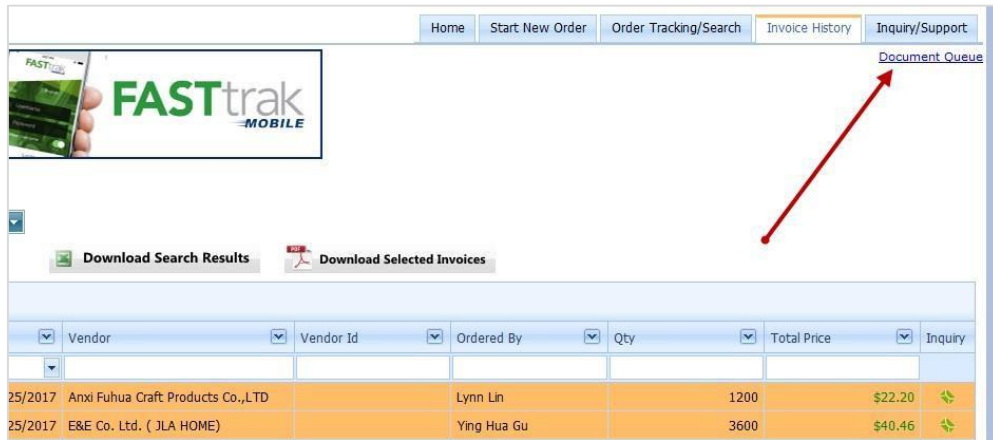 Home Start New Order Order Tracking/Search Invoice History Inquiry/Support
Document Queue
FAST
FASTtrak
MOBILE
Download Search Results Download Selected Invoices
Vendor Vendor Id Ordered By Qty Total Price Inquiry
25/2017 Anxi Fuhua Craft Products Co.,LTD Lynn Lin 1200 $22.20
25/2017 E&E Co. Ltd. ( JLA HOME) Ying Hua Gu 3600 $40.46